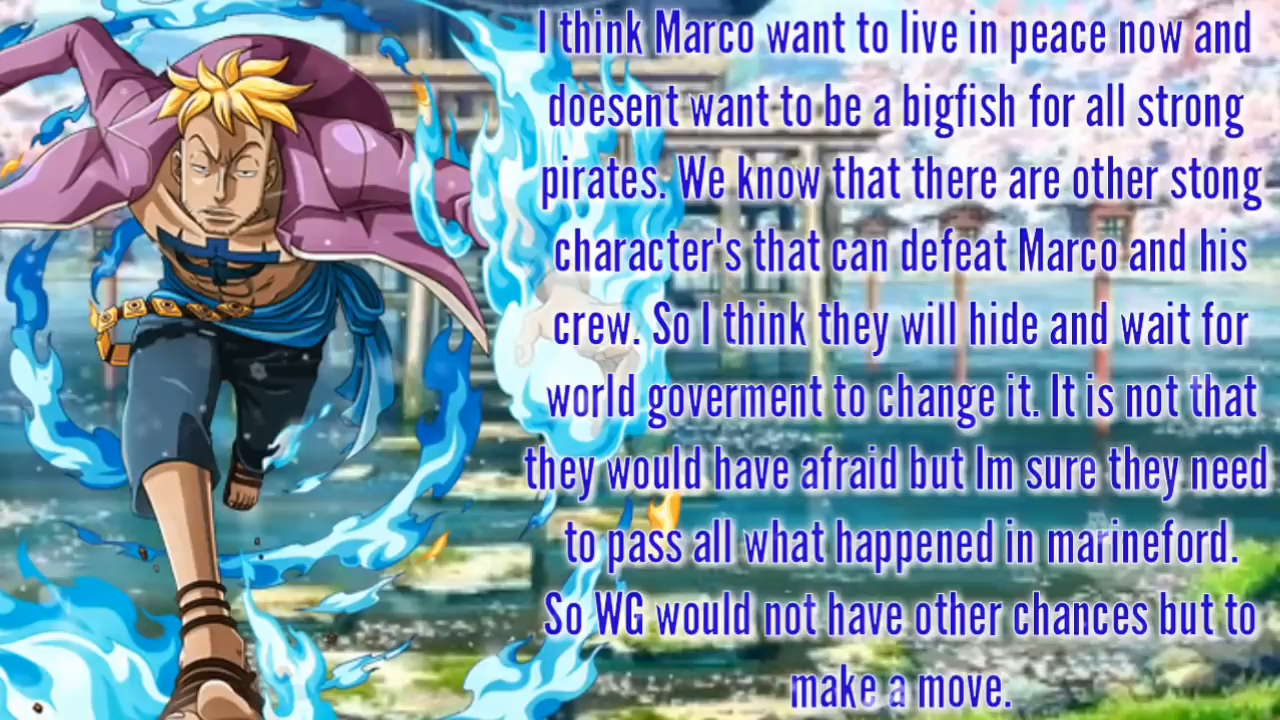 I think Marco want to live in peace now and
doesent want to be a bigfish for all strong
pirates. We know that there are other stong
character's that can defeat Marco and his
crew. So I think they will hide and wait for
world goverment to change it. It is not that
they would have afraid but Im sure they need
to pass all what happened in marineford.
So WG would not have other chances but to
make a move.